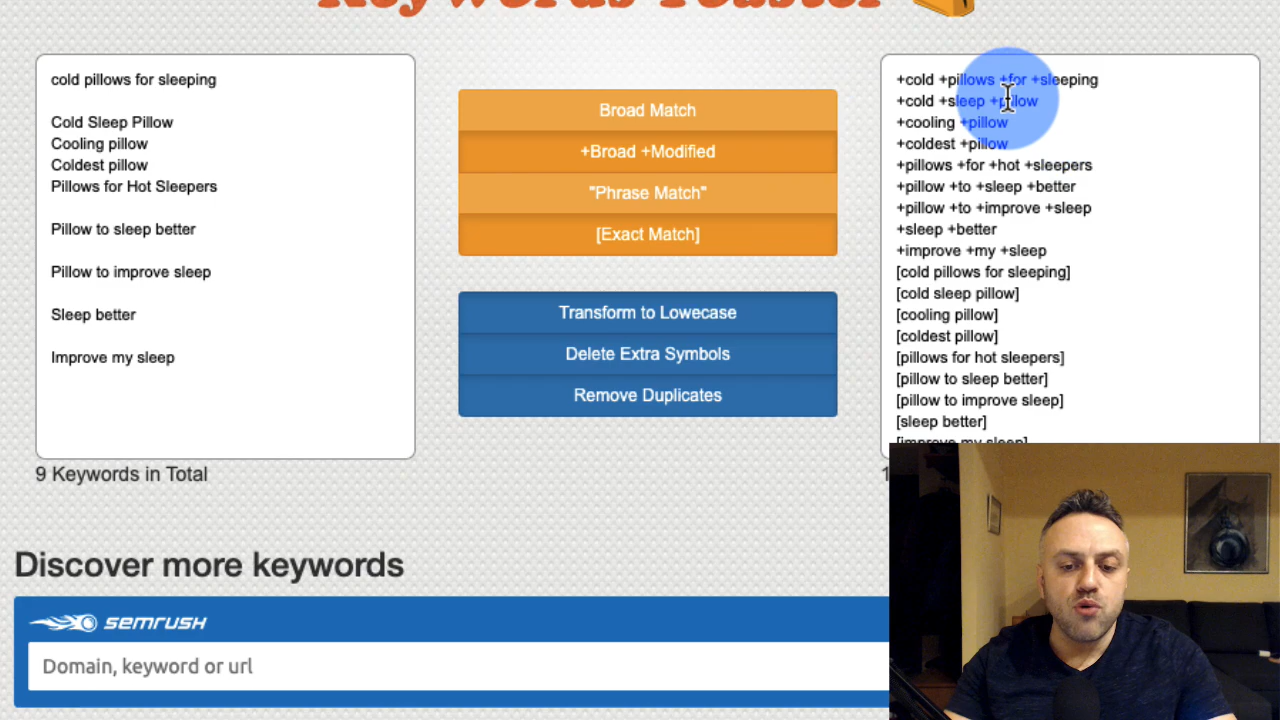 Keywords Toaster
cold pillows for sleeping
Cold Sleep Pillow
Cooling pillow
Coldest pillow
Pillows for Hot Sleepers
Pillow to sleep better
Pillow to improve sleep
Sleep better
Improve my sleep
9 Keywords in Total
Broad Match
+Broad +Modified
"Phrase Match"
[Exact Match]
Transform to Lowecase
Delete Extra Symbols
Remove Duplicates
+cold +pillows +for +sleeping
+cold +sleep +pillow
+cooling +pillow
+coldest +pillow
+pillows +for +hot +sleepers
+pillow +to +sleep +better
+pillow +to +improve +sleep
+sleep +better
+improve +my +sleep
[cold pillows for sleeping]
[cold sleep pillow]
[cooling pillow]
[coldest pillow]
[pillows for hot sleepers]
[pillow to sleep better]
[pillow to improve sleep]
[sleep better]
[improve my sleep]
Discover more keywords
semrush
Domain, keyword or url